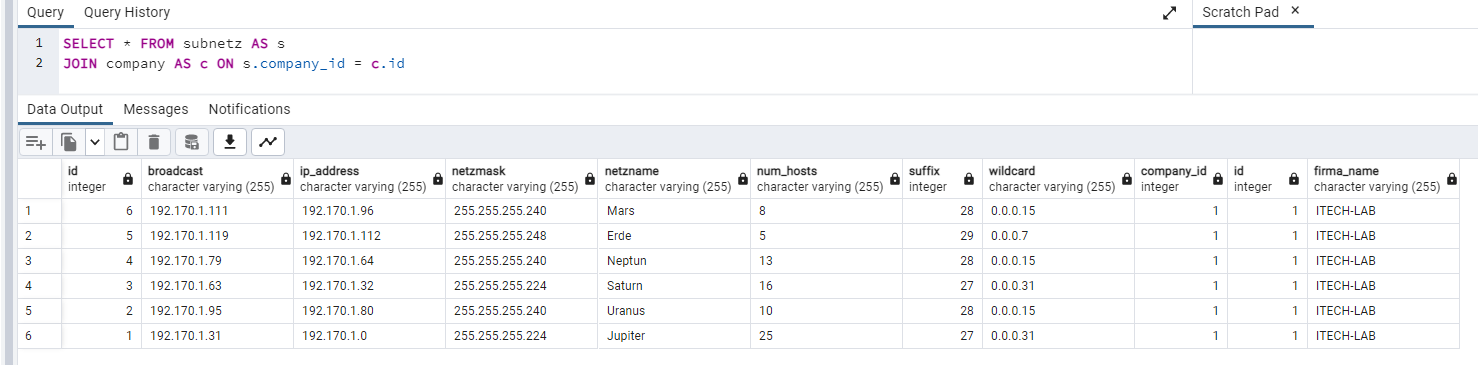 Query Query History Scratch Pad ×
1 SELECT * FROM subnetz AS s
2 JOIN company AS c ON s.company_id = c.id
Data Output Messages Notifications
id broadcast ip_address netzmask netzname num_hosts suffix wildcard company_id id firma_name
integer character varying (255) character varying (255) character varying (255) character varying (255) character varying (255) integer character varying (255) integer integer character varying (255)
1 6 192.170.1.111 192.170.1.96 255.255.255.240 Mars 8 28 0.0.0.15 1 1 ITECH-LAB
2 5 192.170.1.119 192.170.1.112 255.255.255.248 Erde 5 29 0.0.0.7 1 1 ITECH-LAB
3 4 192.170.1.79 192.170.1.64 255.255.255.240 Neptun 13 28 0.0.0.15 1 1 ITECH-LAB
4 3 192.170.1.63 192.170.1.32 255.255.255.224 Saturn 16 27 0.0.0.31 1 1 ITECH-LAB
5 2 192.170.1.95 192.170.1.80 255.255.255.240 Uranus 10 28 0.0.0.15 1 1 ITECH-LAB
6 1 192.170.1.31 192.170.1.0 255.255.255.224 Jupiter 25 27 0.0.0.31 1 1 ITECH-LAB